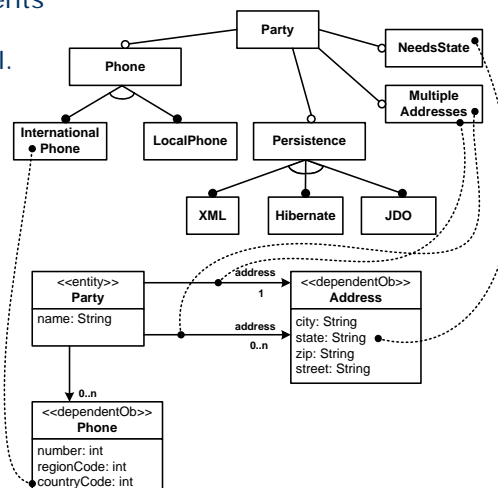 ents
l.
Party
NeedsState
Phone
Multiple
Addresses
International
Phone
LocalPhone
Persistence
XML
Hibernate
JDO
<<entity>>
Party
name: String
address
1
address
0..n
<<dependentOb>>
Address
city: String
state: String
zip: String
street: String
0..n
<<dependentOb>>
Phone
number: int
regionCode: int
countryCode: int